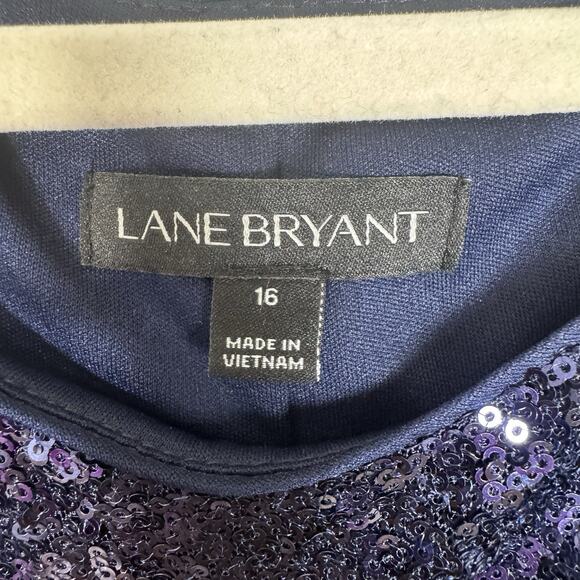 LANE BRYANT
16
MADE IN
VIETNAM